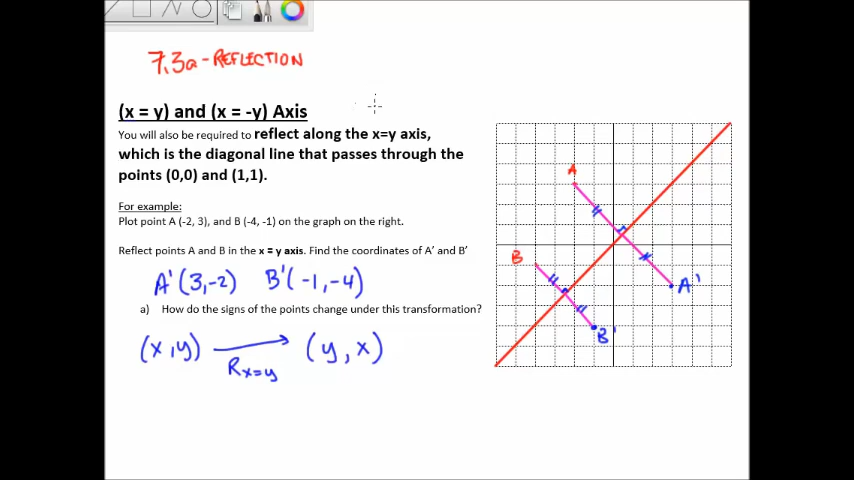 7.3a - REFLECTION
(x = y) and (x = -y) Axis
You will also be required to reflect along the x=y axis,
which is the diagonal line that passes through the
points (0,0) and (1,1).
For example:
Plot point A (-2, 3), and B (-4, -1) on the graph on the right.
Reflect points A and B in the x = y axis. Find the coordinates of A' and B'
A'(3,-2) B'(-1,-4)
a) How do the signs of the points change under this transformation?
(x,y) → (y,x)
Rx=y
A
B
A'
B'